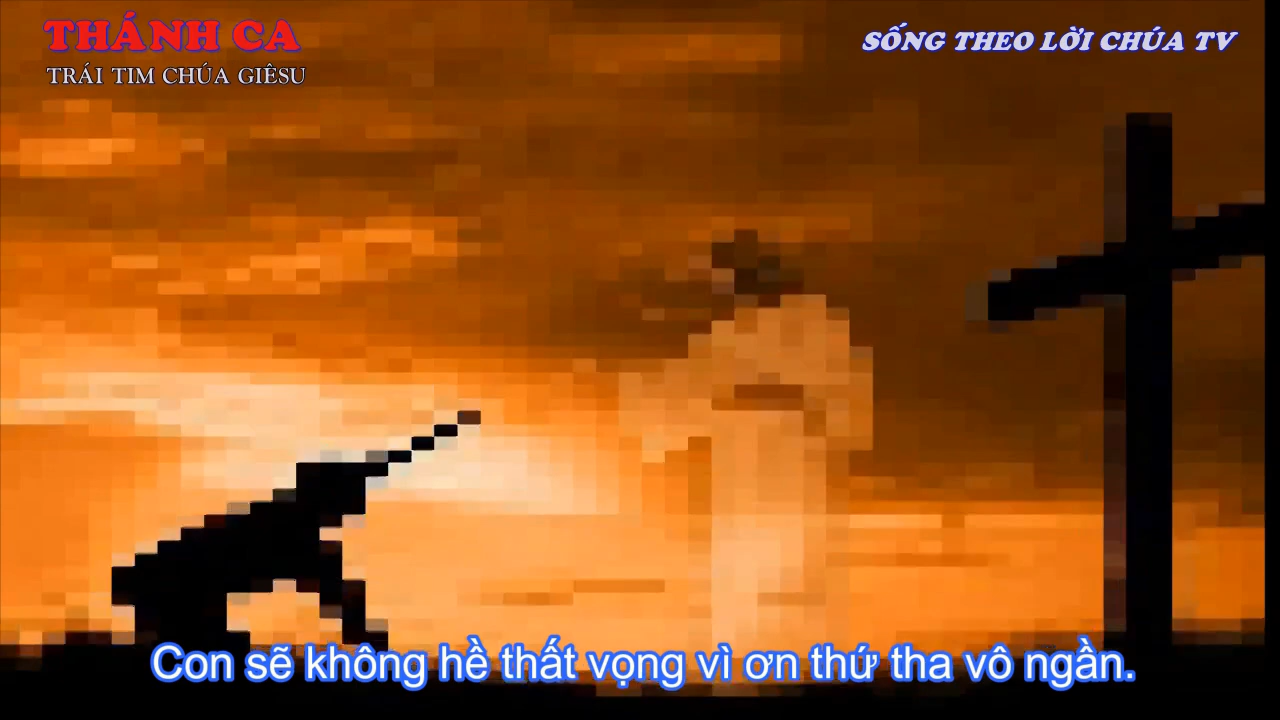 THÁNH CA
TRÁI TIM CHÚA GIÊSU
SỐNG THEO LỜI CHÚA TV
Con sẽ không hề thất vọng vì ơn thứ tha vô ngần.